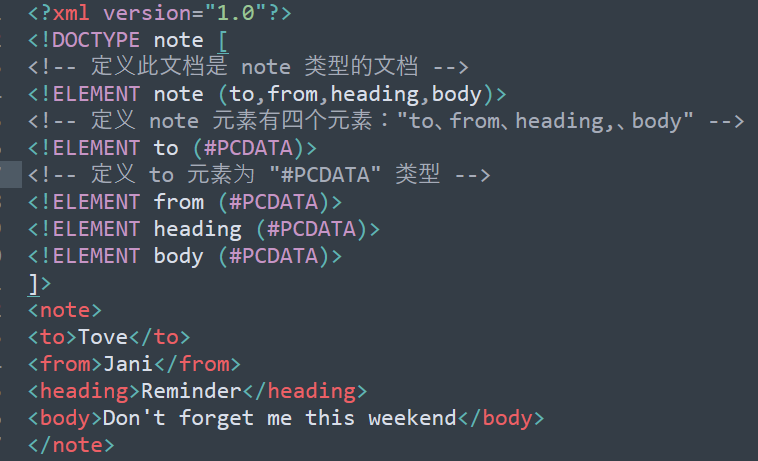 <?xml version="1.0"?>
<!DOCTYPE note [
<!-- 定义此文档是 note 类型的文档 -->
<!ELEMENT note (to,from,heading,body)>
<!-- 定义 note 元素有四个元素："to、from、heading,、body" -->
<!ELEMENT to (#PCDATA)>
<!-- 定义 to 元素为 "#PCDATA" 类型 -->
<!ELEMENT from (#PCDATA)>
<!ELEMENT heading (#PCDATA)>
<!ELEMENT body (#PCDATA)>
]>
<note>
<to>Tove</to>
<from>Jani</from>
<heading>Reminder</heading>
<body>Don't forget me this weekend</body>
</note>